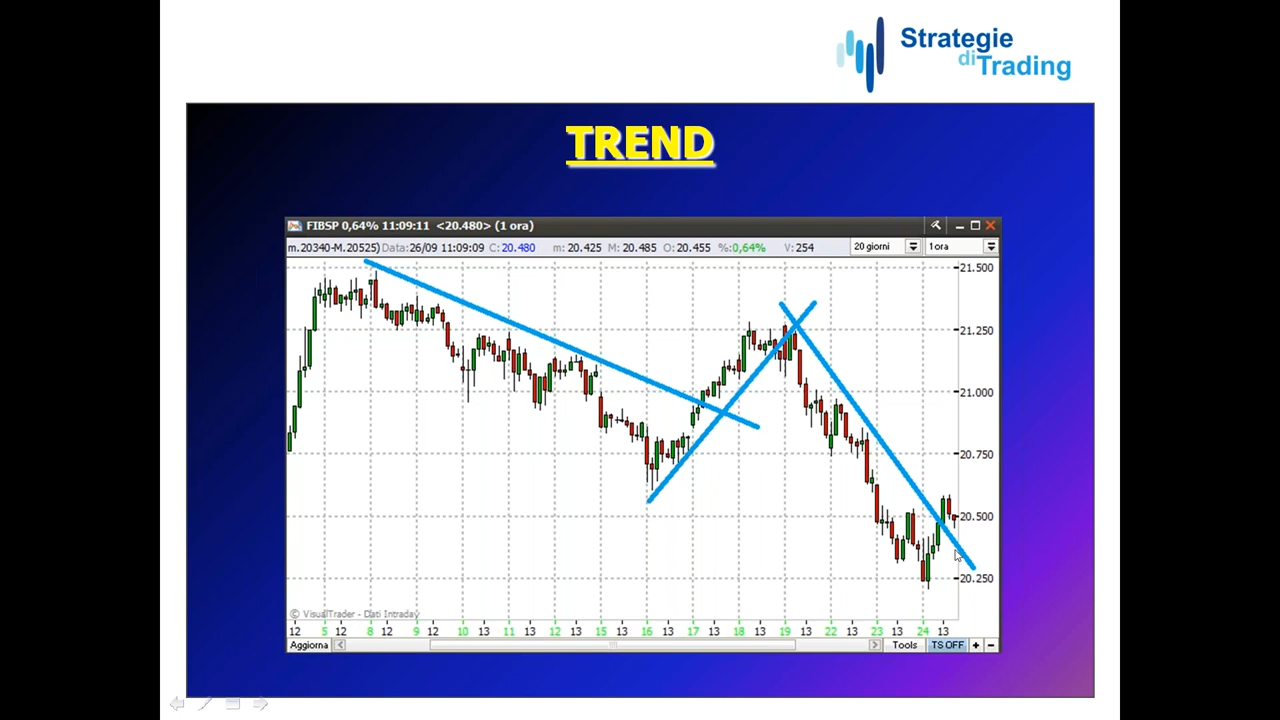 Strategie
di Trading
TREND
FIBSP 0,64% 11:09:11 <20.480> (1 ora)
m.20340-M.20525) Data:26/09 11:09:09 C: 20.480 m: 20.425 M: 20.485 O: 20.455 %:0,64% V: 254 20 giorni 1 ora
21.500
21.250
21.000
20.750
20.500
20.250
© VisualTrader - Dati Intraday
12 5 12 8 12 9 12 10 13 11 13 12 13 15 13 16 13 17 13 18 13 19 13 22 13 23 13 24 13
Aggiorna Tools TS OFF + −